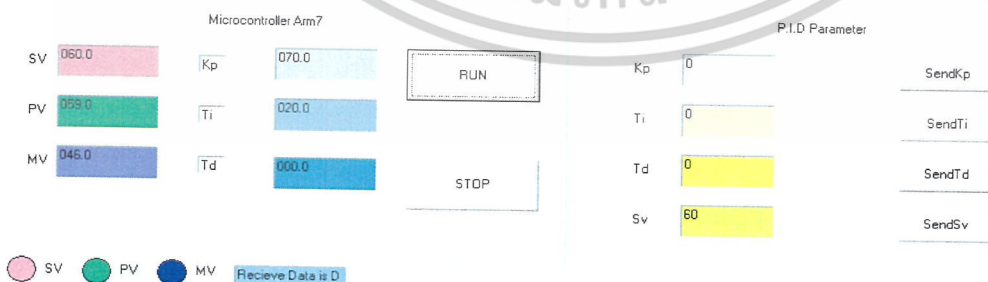 Microcontroller Arm7
P.I.D Parameter
SV 060.0 Kp 070.0 RUN
PV 059.0 Ti 020.0
MV 046.0 Td 000.0 STOP
Kp 0 SendKp
Ti 0 SendTi
Td 0 SendTd
Sv 60 SendSv
SV PV MV Recieve Data is D